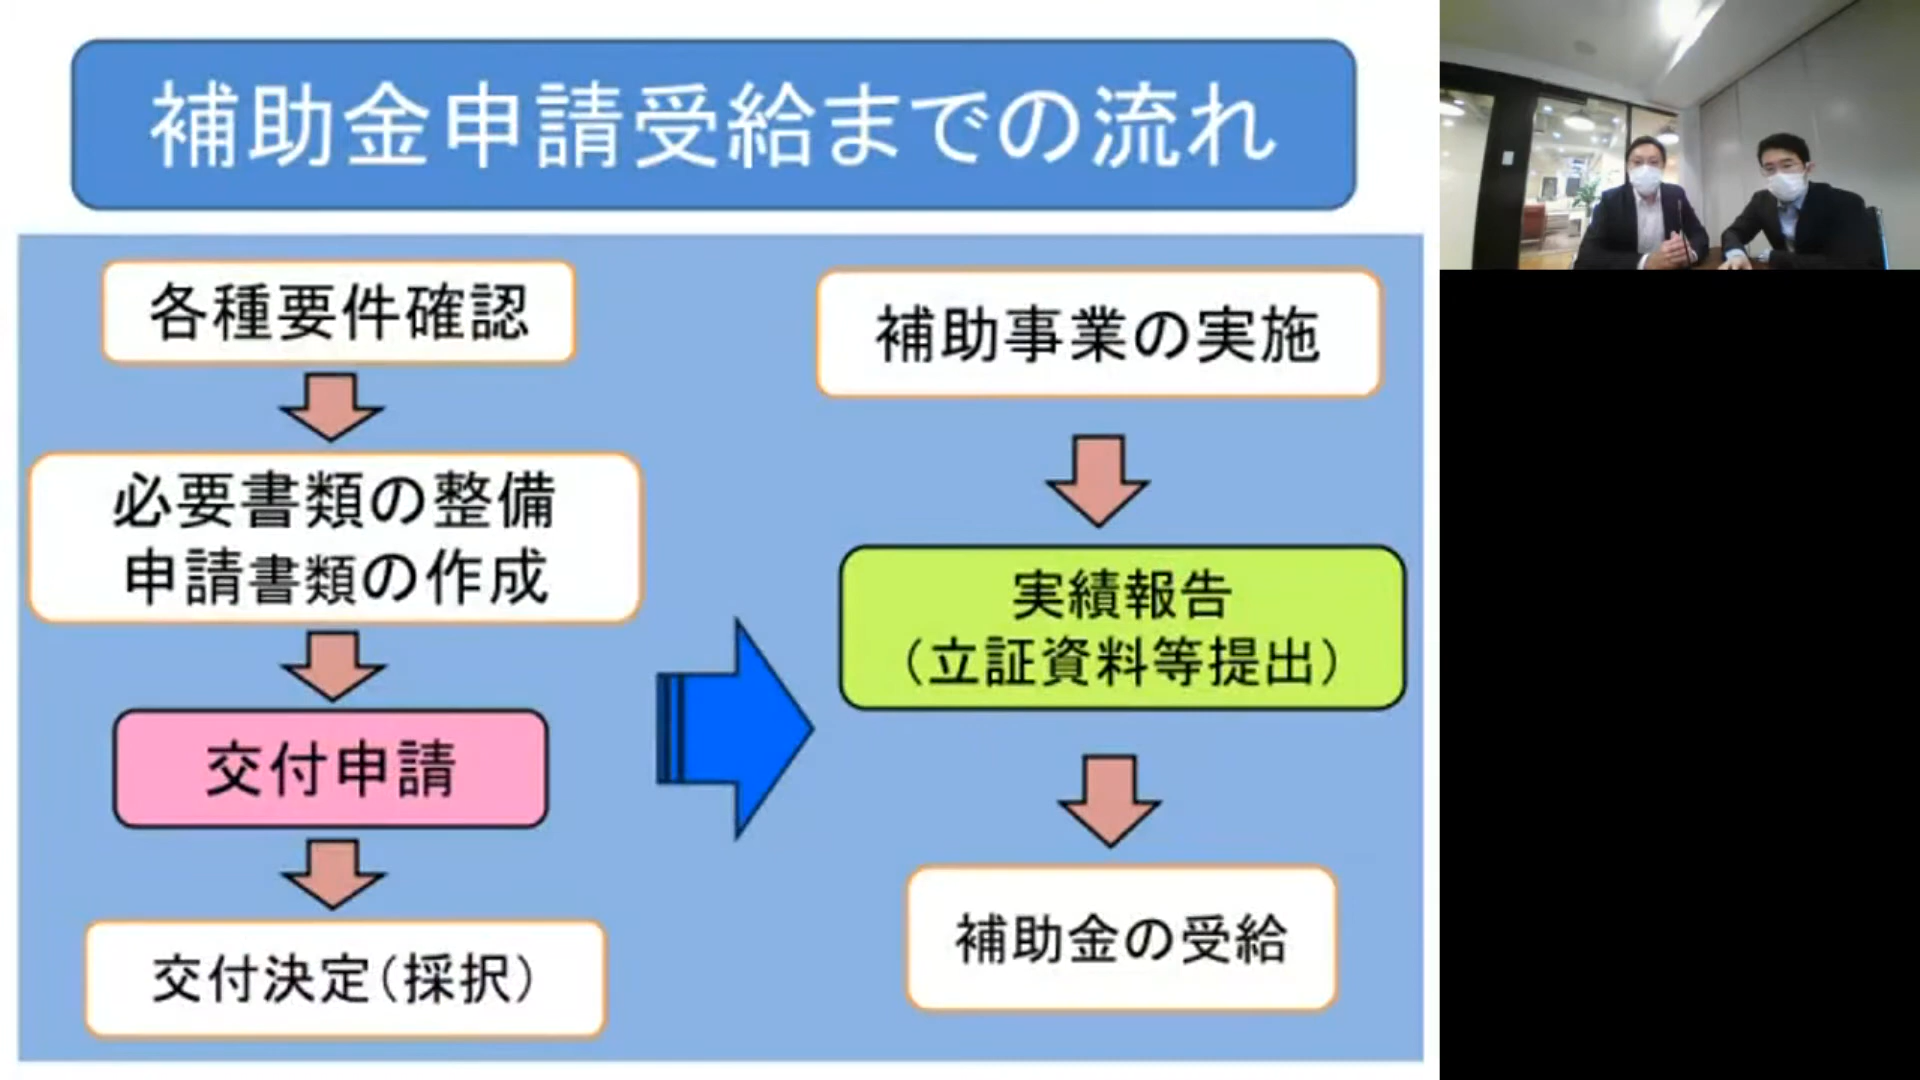 補助金申請受給までの流れ
各種要件確認
必要書類の整備
申請書類の作成
交付申請
交付決定(採択)
補助事業の実施
実績報告
(立証資料等提出)
補助金の受給